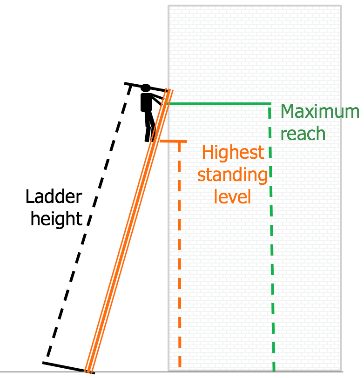 Maximum
reach
Highest
standing
level
Ladder
height